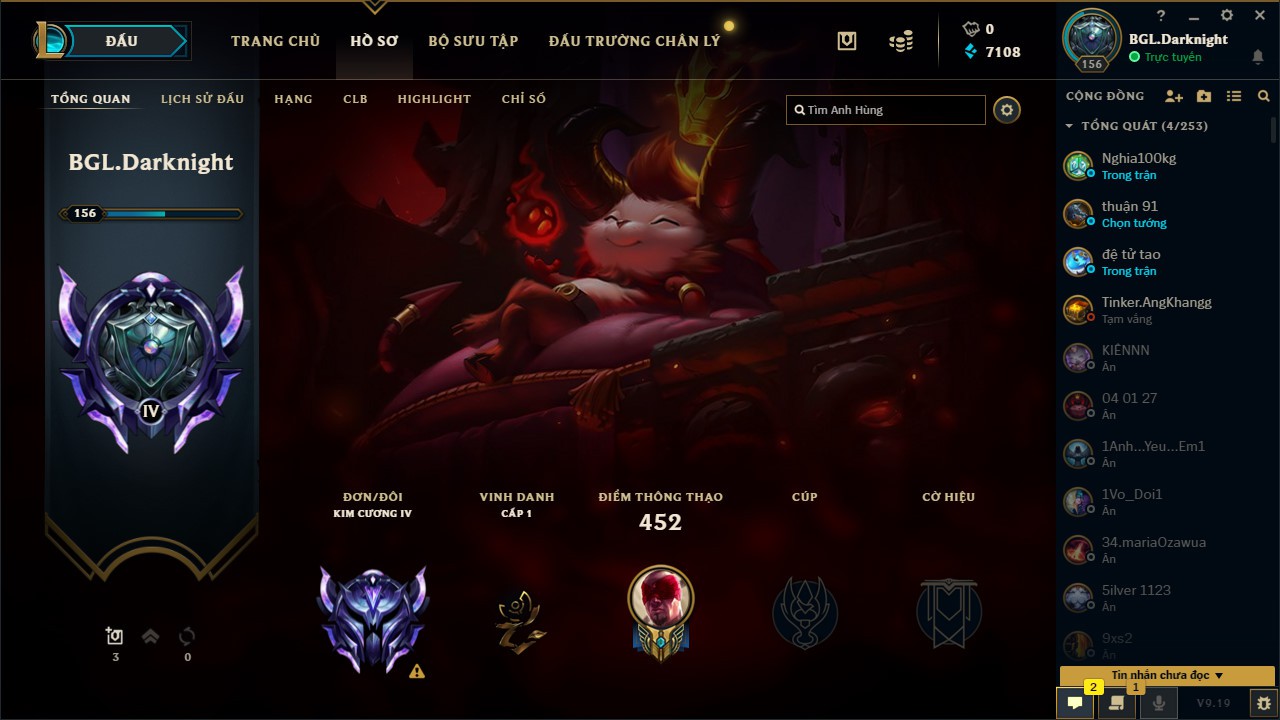 ĐẤU
TRANG CHỦ
HỒ SƠ
BỘ SƯU TẬP
ĐẤU TRƯỜNG CHÂN LÝ
0
7108
?
BGL.Darknight
Trực tuyến
156
TỔNG QUAN
LỊCH SỬ ĐẤU
HẠNG
CLB
HIGHLIGHT
CHỈ SỐ
Tìm Anh Hùng
BGL.Darknight
156
IV
3
0
ĐƠN/ĐÔI
KIM CƯƠNG IV
VINH DANH
CẤP 1
ĐIỂM THÔNG THẠO
452
CÚP
CỜ HIỆU
CỘNG ĐỒNG
TỔNG QUÁT (4/253)
Nghia100kg
Trong trận
thuận 91
Chọn tướng
đệ tử tao
Trong trận
Tinker.AngKhangg
Tạm vắng
KIÊNNN
Ẩn
04 01 27
Ẩn
1Anh...Yeu...Em1
Ẩn
1Vo_Doi1
Ẩn
34.mariaOzawua
Ẩn
5ilver 1123
Ẩn
9xs2
Ẩn
Tin nhắn chưa đọc
2
1
V9.19